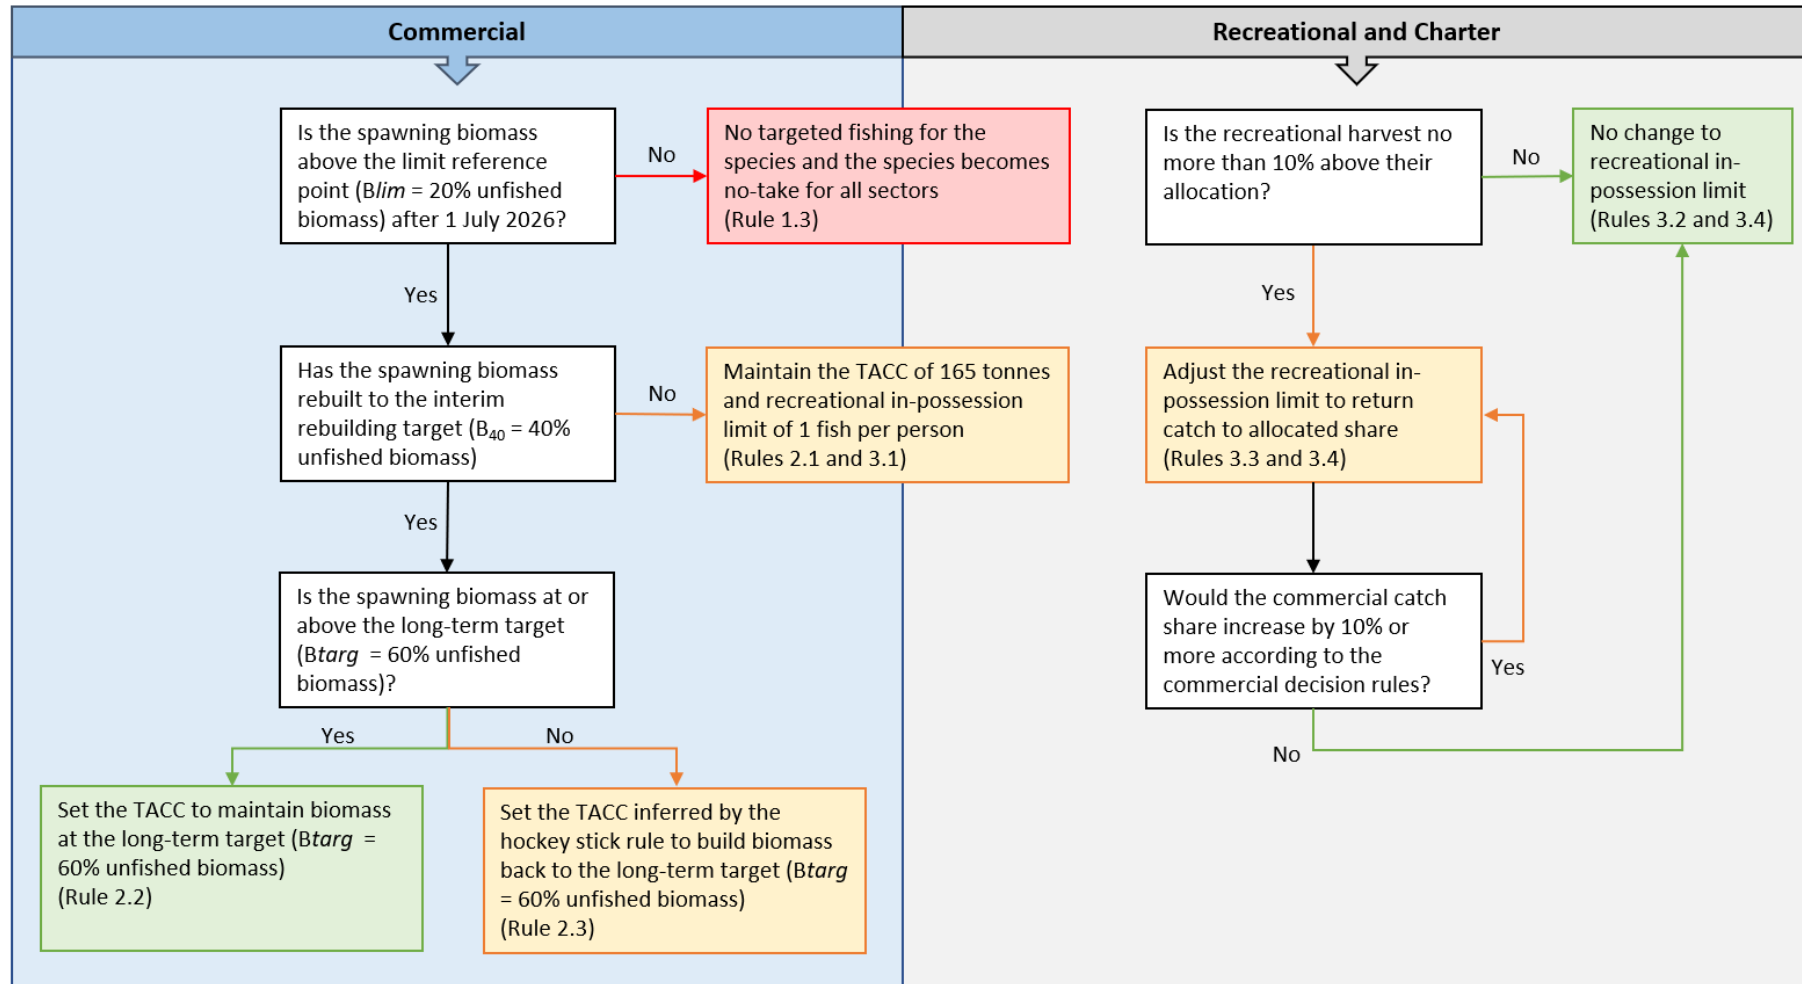 Commercial
Recreational and Charter
Is the spawning biomass
above the limit reference
point (Blim = 20% unfished
biomass) after 1 July 2026?
No
No targeted fishing for the
species and the species becomes
no-take for all sectors
(Rule 1.3)
Yes
Has the spawning biomass
rebuilt to the interim
rebuilding target (B40 = 40%
unfished biomass)
No
Maintain the TACC of 165 tonnes
and recreational in-possession
limit of 1 fish per person
(Rules 2.1 and 3.1)
Yes
Is the spawning biomass at or
above the long-term target
(Btarg = 60% unfished
biomass)?
Yes
No
Set the TACC to maintain biomass
at the long-term target (Btarg =
60% unfished biomass)
(Rule 2.2)
Set the TACC inferred by the
hockey stick rule to build biomass
back to the long-term target (Btarg
= 60% unfished biomass)
(Rule 2.3)
Is the recreational harvest no
more than 10% above their
allocation?
No
No change to
recreational in-
possession limit
(Rules 3.2 and 3.4)
Yes
Adjust the recreational in-
possession limit to return
catch to allocated share
(Rules 3.3 and 3.4)
Would the commercial catch
share increase by 10% or
more according to the
commercial decision rules?
Yes
No